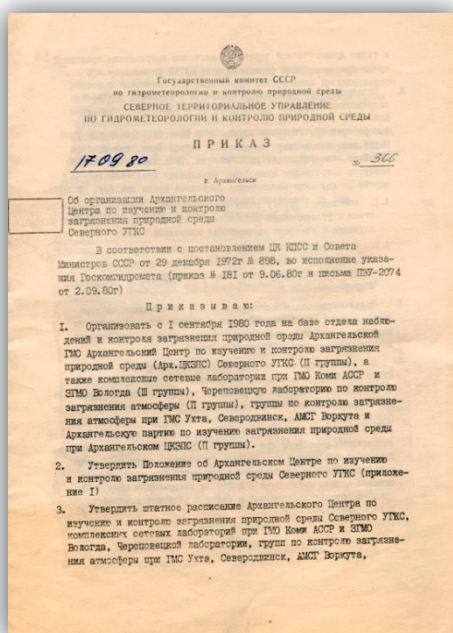 Государственный комитет СССР
по гидрометеорологии и контролю природной среды
СЕВЕРНОЕ ТЕРРИТОРИАЛЬНОЕ УПРАВЛЕНИЕ
ПО ГИДРОМЕТЕОРОЛОГИИ И КОНТРОЛЮ ПРИРОДНОЙ СРЕДЫ
ПРИКАЗ
17 09 80
№ 366
г. Архангельск
Об организации Архангельского
Центра по изучению и контролю
загрязнения природной среды
Северного УГКС
В соответствии с постановлением ЦК КПСС и Совета
Министров СССР от 29 декабря 1972г № 898, во исполнение указа-
ния Госкомгидромета (приказ № 181 от 9.06.80г и письма ПЭУ-2074
от 2.09.80г)
Приказываю:
I. Организовать с I сентября 1980 года на базе отдела наблю-
дений и контроля загрязнения природной среды Архангельской
ГМО Архангельский Центр по изучению и контролю загрязнения
природной среды (Арх.ЦКЗПС) Северного УГКС (П группы), а
также комплексные сетевые лаборатории при ГМО Коми АССР и
ЗГМО Вологда (Ш группы), Череповецкую лабораторию по контролю
загрязнения атмосферы (П группы), группы по контролю загрязне-
ния атмосферы при ГМС Ухта, Северодвинск, АМСГ Воркута и
Архангельскую партию по изучению загрязнения природной среды
при Архангельском ЦКЗПС (П группы).
2. Утвердить Положение об Архангельском Центре по изучению
и контролю загрязнения природной среды Северного УГКС (приложе-
ние I)
3. Утвердить штатное расписание Архангельского Центра по
изучению и контролю загрязнения природной среды Северного УГКС,
комплексных сетевых лабораторий при ГМО Коми АССР и ЗГМО
Вологда, Череповецкой лаборатории, групп по контролю загрязне-
ния атмосферы при ГМС Ухта, Северодвинск, АМСГ Воркута,